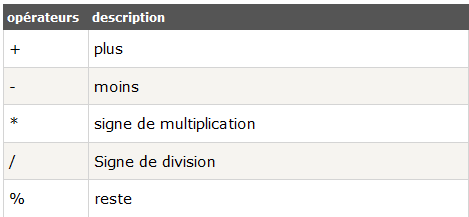 opérateurs description
+ plus
- moins
* signe de multiplication
/ Signe de division
% reste